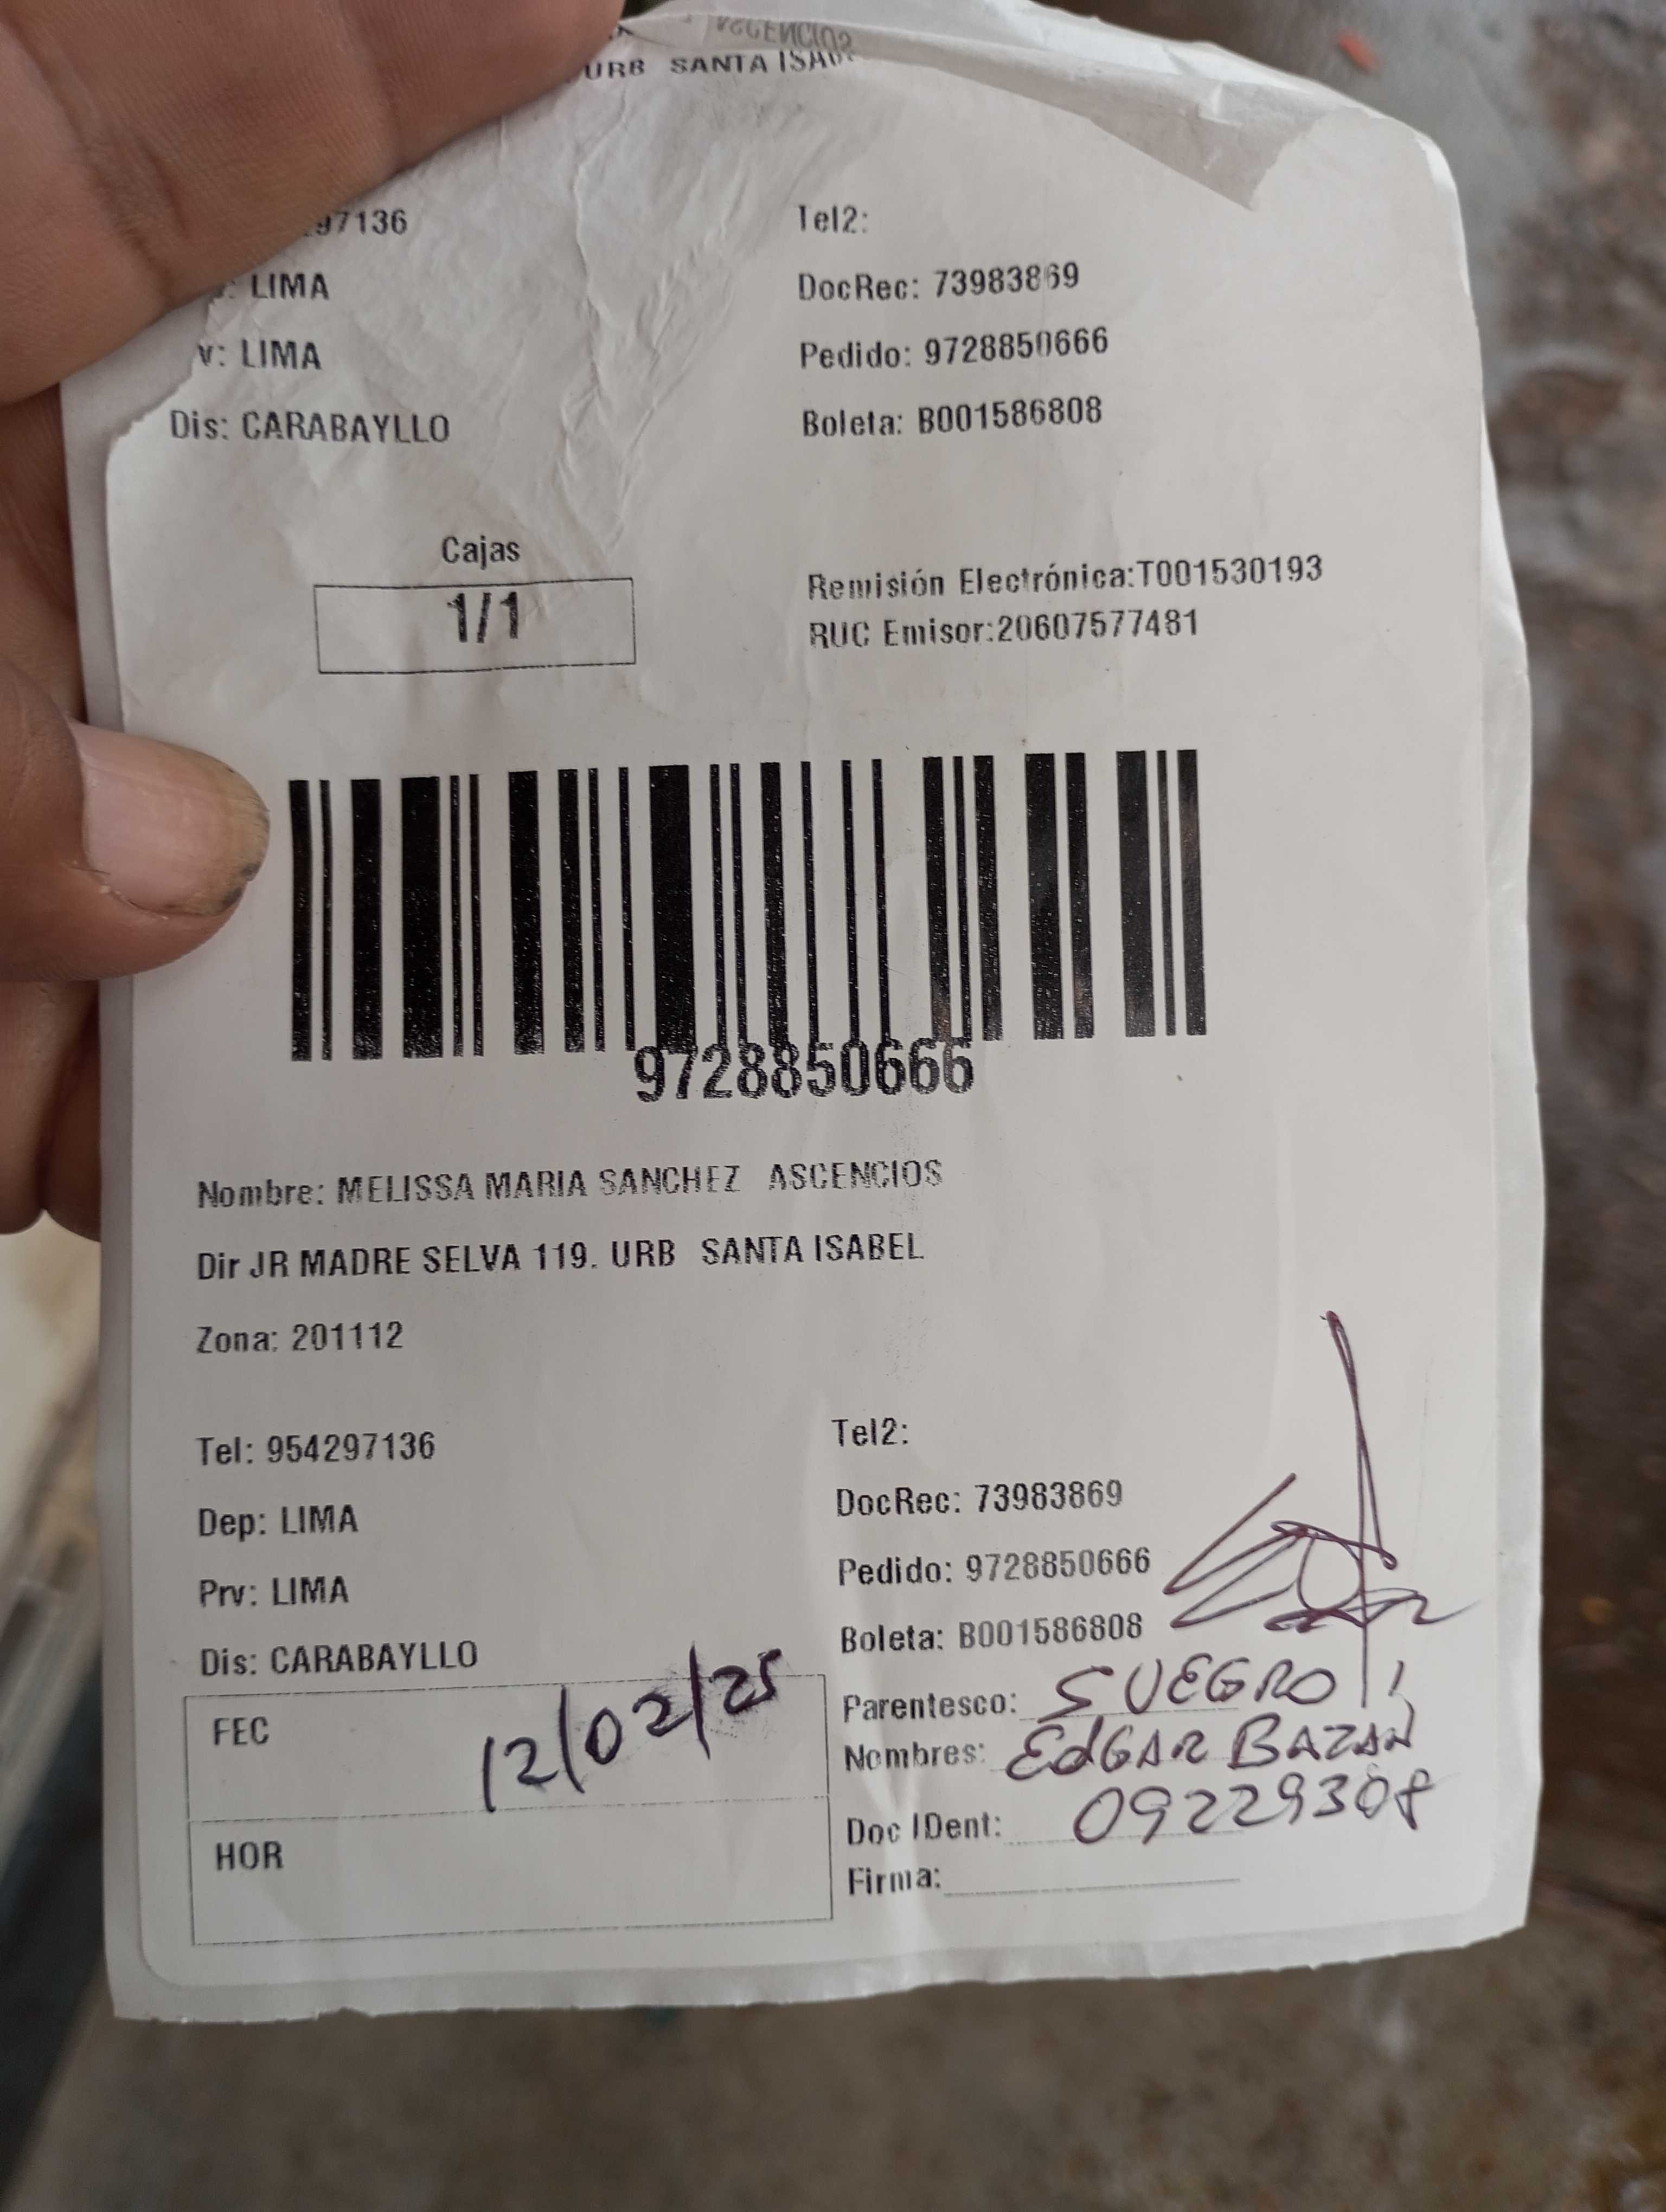 URB SANTA ISAB
97136
Tel2:
: LIMA
DocRec: 73983869
v: LIMA
Pedido: 9728850666
Dis: CARABAYLLO
Boleta: B001586808
Cajas
1/1
Remisión Electrónica:T001530193
RUC Emisor:20607577481
9728850666
Nombre: MELISSA MARIA SANCHEZ ASCENCIOS
Dir JR MADRE SELVA 119. URB SANTA ISABEL
Zona: 201112
Tel: 954297136
Tel2:
Dep: LIMA
DocRec: 73983869
Prv: LIMA
Pedido: 9728850666
Dis: CARABAYLLO
Boleta: B001586808
FEC 12/02/25
Parentesco: SUEGRO
Nombres: EdGAR BAZAN
Doc IDent: 09229308
HOR
Firma: